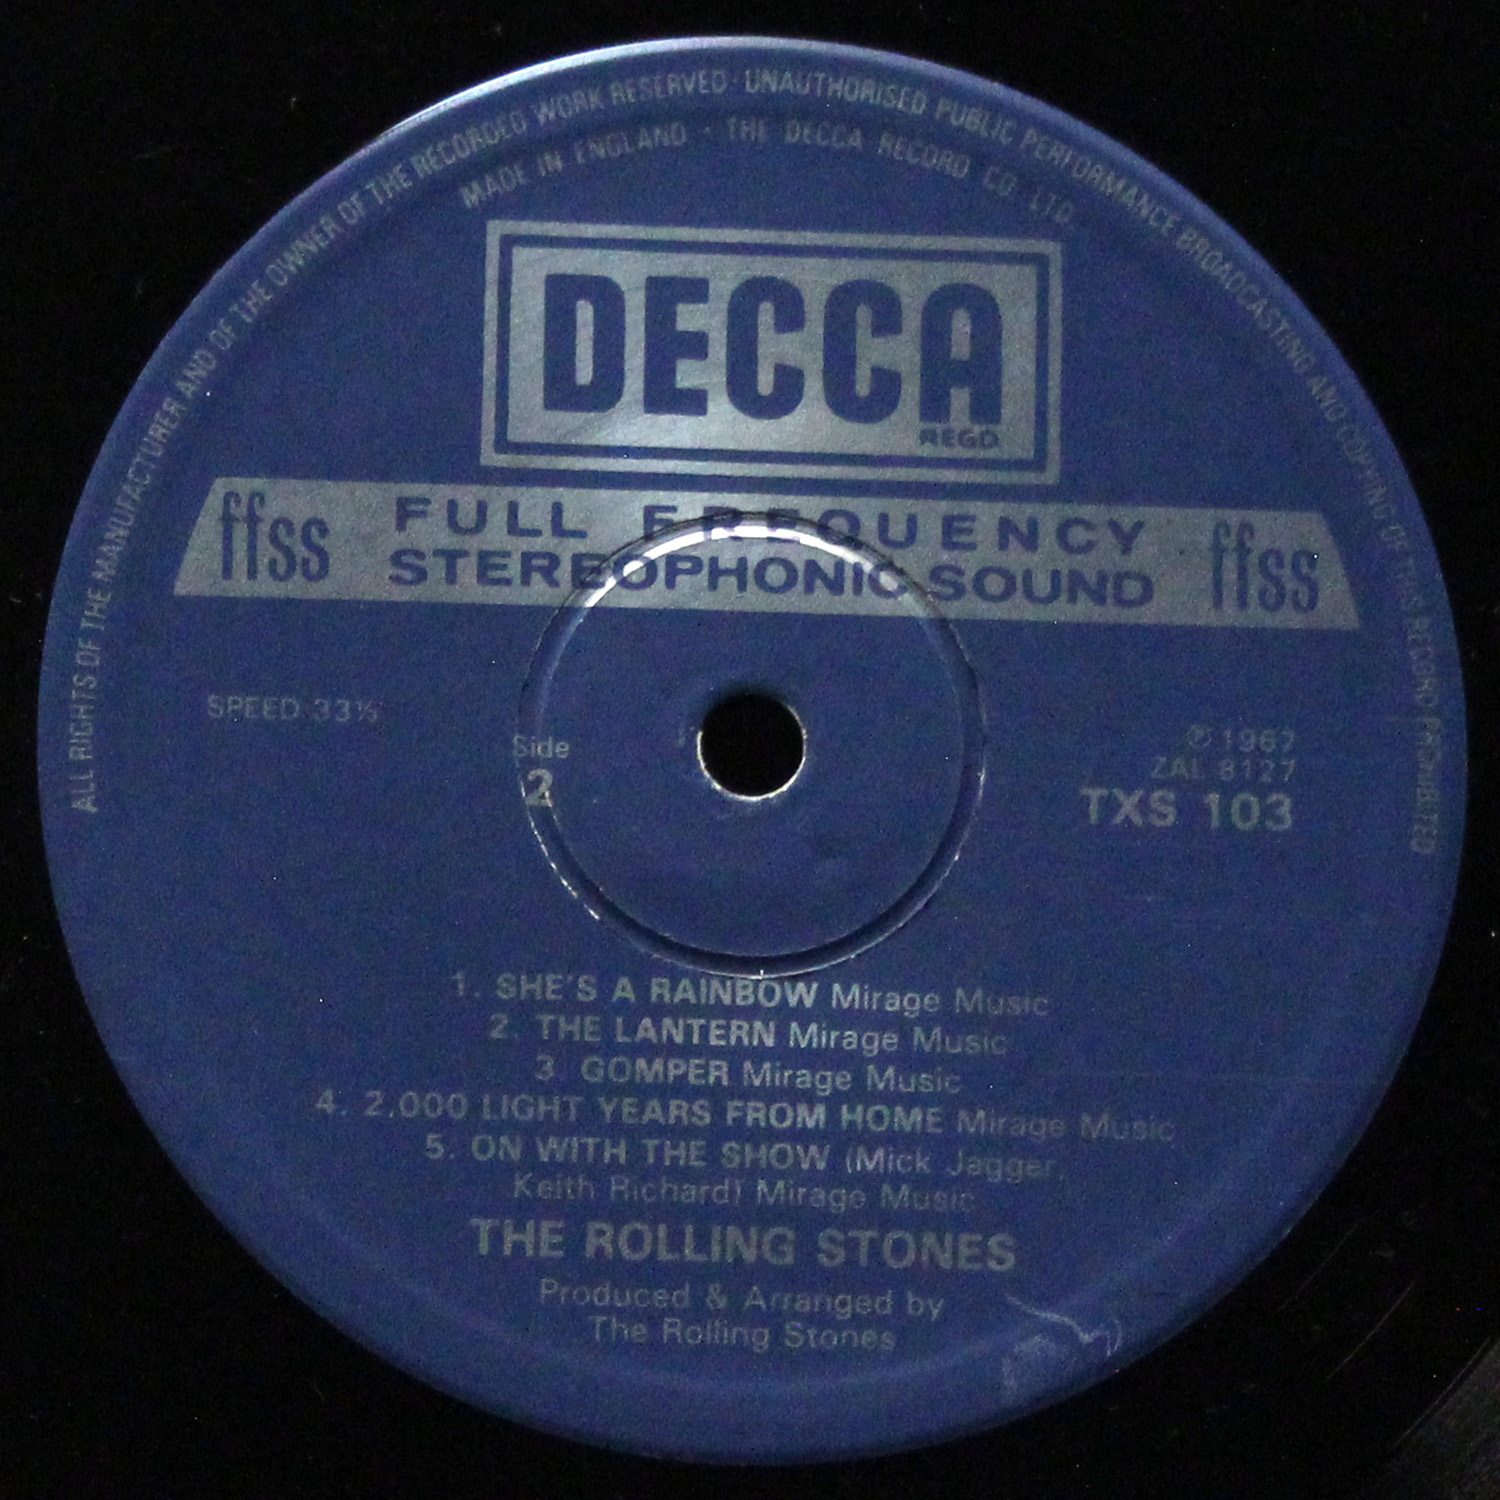 ALL RIGHTS OF THE MANUFACTURER AND OF THE OWNER OF THE RECORDED WORK RESERVED · UNAUTHORISED PUBLIC PERFORMANCE BROADCASTING AND COPYING OF THIS RECORD PROHIBITED
MADE IN ENGLAND · THE DECCA RECORD CO. LTD.
DECCA
REGD.
ffss FULL FREQUENCY ffss
STEREOPHONIC SOUND
SPEED 33⅓
Side
2
℗ 1967
ZAL 8127
TXS 103
1. SHE'S A RAINBOW Mirage Music
2. THE LANTERN Mirage Music
3. GOMPER Mirage Music
4. 2,000 LIGHT YEARS FROM HOME Mirage Music
5. ON WITH THE SHOW (Mick Jagger,
Keith Richard) Mirage Music
THE ROLLING STONES
Produced & Arranged by
The Rolling Stones